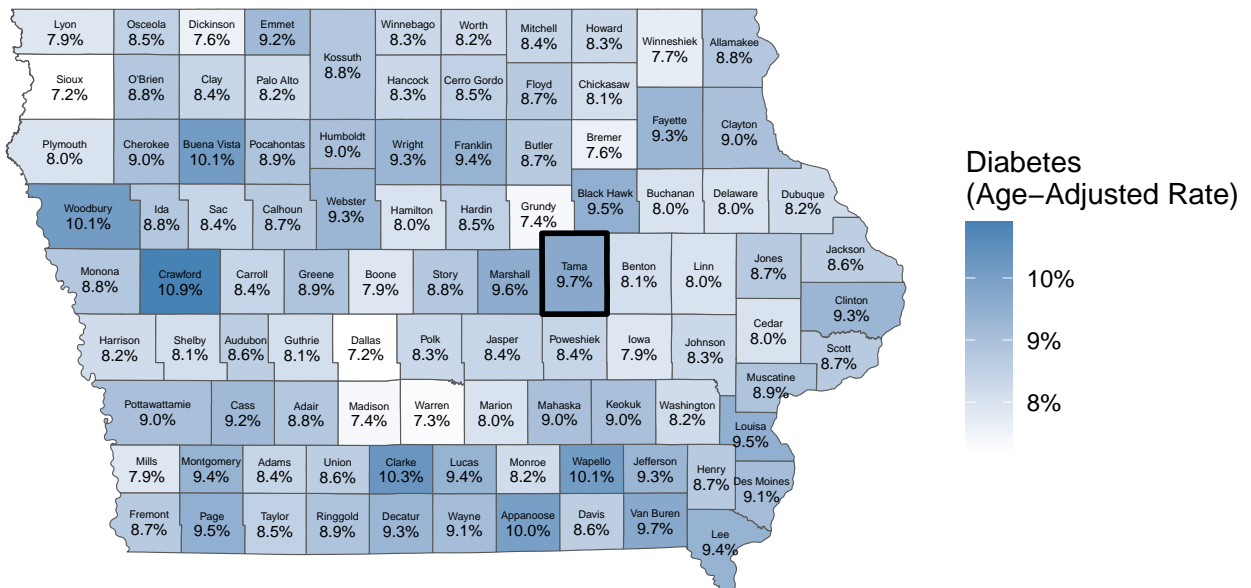 Lyon
7.9%
Osceola
8.5%
Dickinson
7.6%
Emmet
9.2%
Kossuth
8.8%
Winnebago
8.3%
Worth
8.2%
Mitchell
8.4%
Howard
8.3%
Winneshiek
7.7%
Allamakee
8.8%
Sioux
7.2%
O'Brien
8.8%
Clay
8.4%
Palo Alto
8.2%
Hancock
8.3%
Cerro Gordo
8.5%
Floyd
8.7%
Chickasaw
8.1%
Fayette
9.3%
Clayton
9.0%
Plymouth
8.0%
Cherokee
9.0%
Buena Vista
10.1%
Pocahontas
8.9%
Humboldt
9.0%
Wright
9.3%
Franklin
9.4%
Butler
8.7%
Bremer
7.6%
Woodbury
10.1%
Ida
8.8%
Sac
8.4%
Calhoun
8.7%
Webster
9.3%
Hamilton
8.0%
Hardin
8.5%
Grundy
7.4%
Black Hawk
9.5%
Buchanan
8.0%
Delaware
8.0%
Dubuque
8.2%
Monona
8.8%
Crawford
10.9%
Carroll
8.4%
Greene
8.9%
Boone
7.9%
Story
8.8%
Marshall
9.6%
Tama
9.7%
Benton
8.1%
Linn
8.0%
Jones
8.7%
Jackson
8.6%
Clinton
9.3%
Harrison
8.2%
Shelby
8.1%
Audubon
8.6%
Guthrie
8.1%
Dallas
7.2%
Polk
8.3%
Jasper
8.4%
Poweshiek
8.4%
Iowa
7.9%
Johnson
8.3%
Cedar
8.0%
Scott
8.7%
Muscatine
8.9%
Pottawattamie
9.0%
Cass
9.2%
Adair
8.8%
Madison
7.4%
Warren
7.3%
Marion
8.0%
Mahaska
9.0%
Keokuk
9.0%
Washington
8.2%
Louisa
9.5%
Mills
7.9%
Montgomery
9.4%
Adams
8.4%
Union
8.6%
Clarke
10.3%
Lucas
9.4%
Monroe
8.2%
Wapello
10.1%
Jefferson
9.3%
Henry
8.7%
Des Moines
9.1%
Fremont
8.7%
Page
9.5%
Taylor
8.5%
Ringgold
8.9%
Decatur
9.3%
Wayne
9.1%
Appanoose
10.0%
Davis
8.6%
Van Buren
9.7%
Lee
9.4%
Diabetes
(Age−Adjusted Rate)
10%
9%
8%